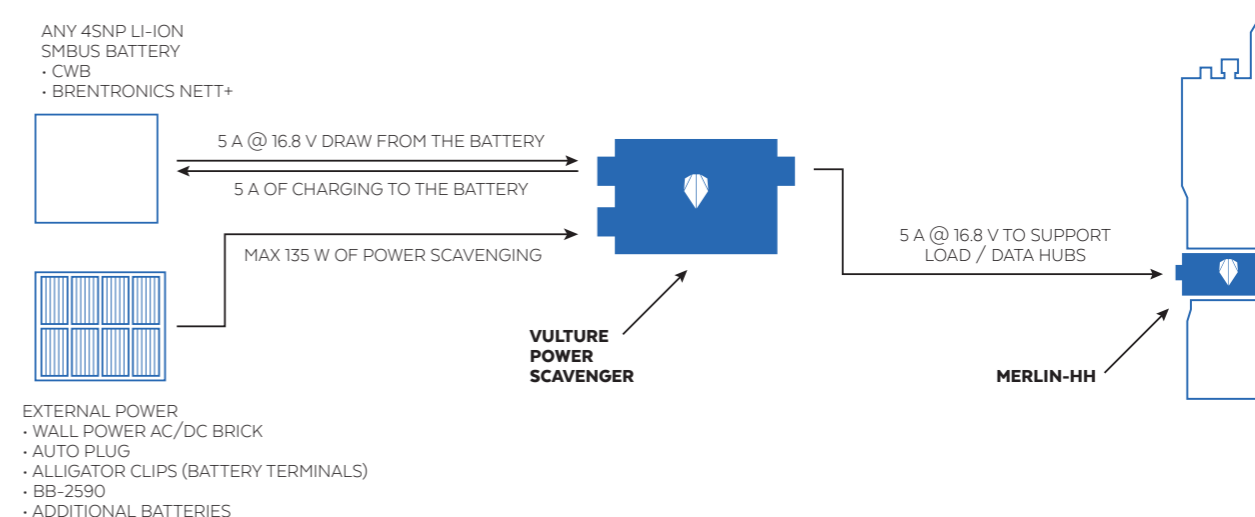 ANY 4SNP LI-ION
SMBUS BATTERY
• CWB
• BRENTRONICS NETT+
5 A @ 16.8 V DRAW FROM THE BATTERY
5 A OF CHARGING TO THE BATTERY
MAX 135 W OF POWER SCAVENGING
5 A @ 16.8 V TO SUPPORT
LOAD / DATA HUBS
VULTURE
POWER
SCAVENGER
MERLIN-HH
EXTERNAL POWER
• WALL POWER AC/DC BRICK
• AUTO PLUG
• ALLIGATOR CLIPS (BATTERY TERMINALS)
• BB-2590
• ADDITIONAL BATTERIES